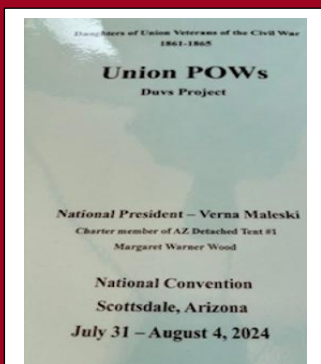 Daughters of Union Veterans of the Civil War
1861-1865
Union POWs
Duvs Project
National President – Verna Maleski
Charter member of AZ Detached Tent #1
Margaret Warner Wood
National Convention
Scottsdale, Arizona
July 31 – August 4, 2024